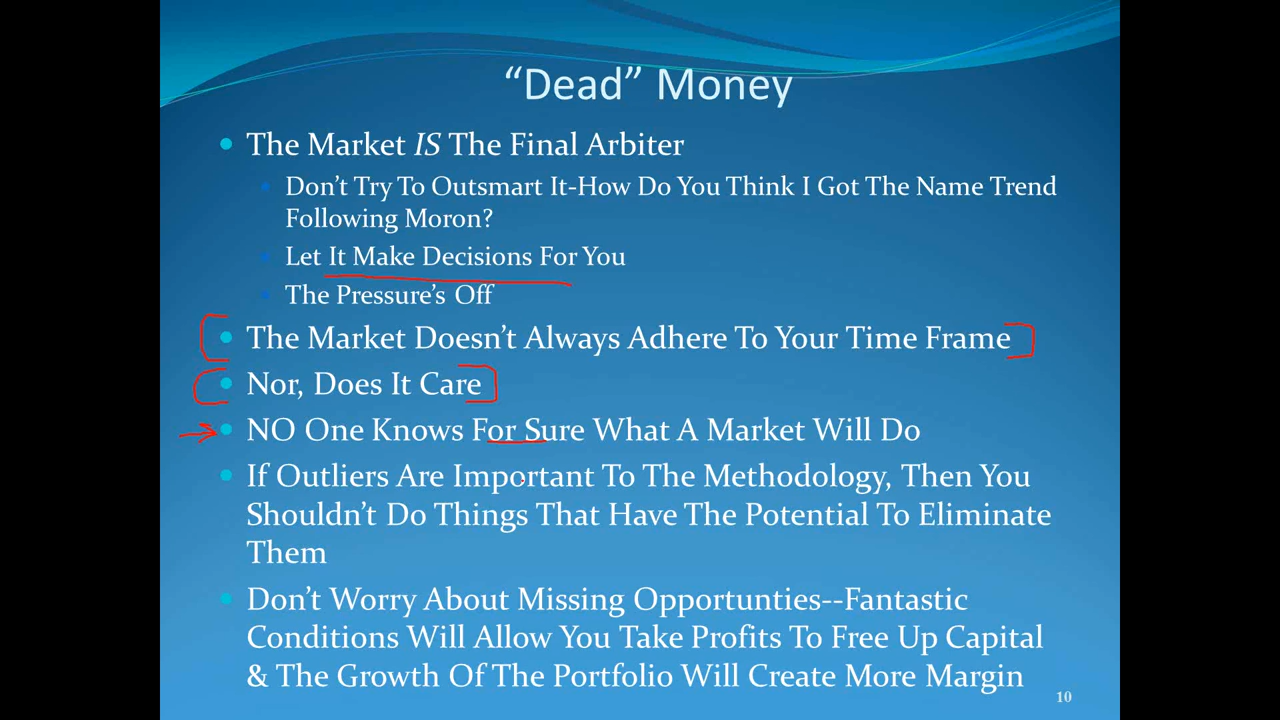 “Dead” Money
The Market IS The Final Arbiter
Don’t Try To Outsmart It-How Do You Think I Got The Name Trend
Following Moron?
Let It Make Decisions For You
The Pressure’s Off
The Market Doesn’t Always Adhere To Your Time Frame
Nor, Does It Care
NO One Knows For Sure What A Market Will Do
If Outliers Are Important To The Methodology, Then You
Shouldn’t Do Things That Have The Potential To Eliminate
Them
Don’t Worry About Missing Opportunties--Fantastic
Conditions Will Allow You Take Profits To Free Up Capital
& The Growth Of The Portfolio Will Create More Margin
10